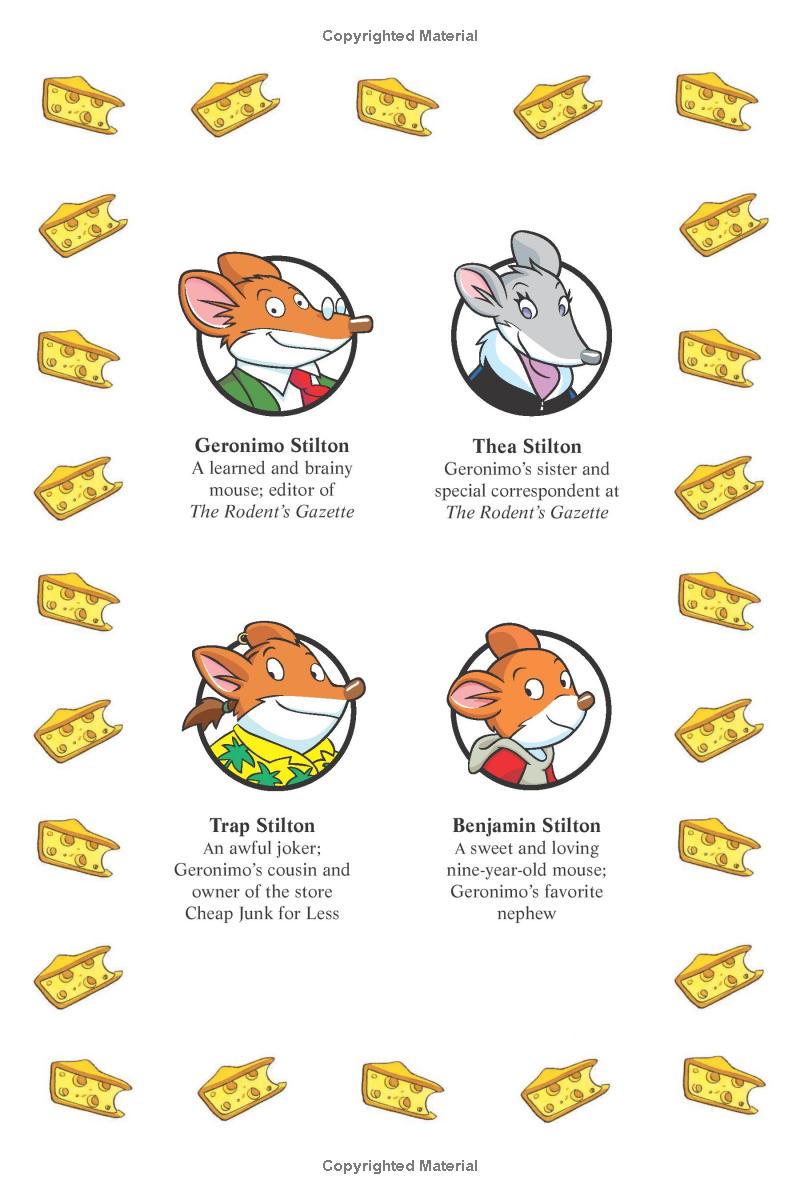 Copyrighted Material
Geronimo Stilton
A learned and brainy
mouse; editor of
The Rodent's Gazette
Thea Stilton
Geronimo's sister and
special correspondent at
The Rodent's Gazette
Trap Stilton
An awful joker;
Geronimo's cousin and
owner of the store
Cheap Junk for Less
Benjamin Stilton
A sweet and loving
nine-year-old mouse;
Geronimo's favorite
nephew
Copyrighted Material